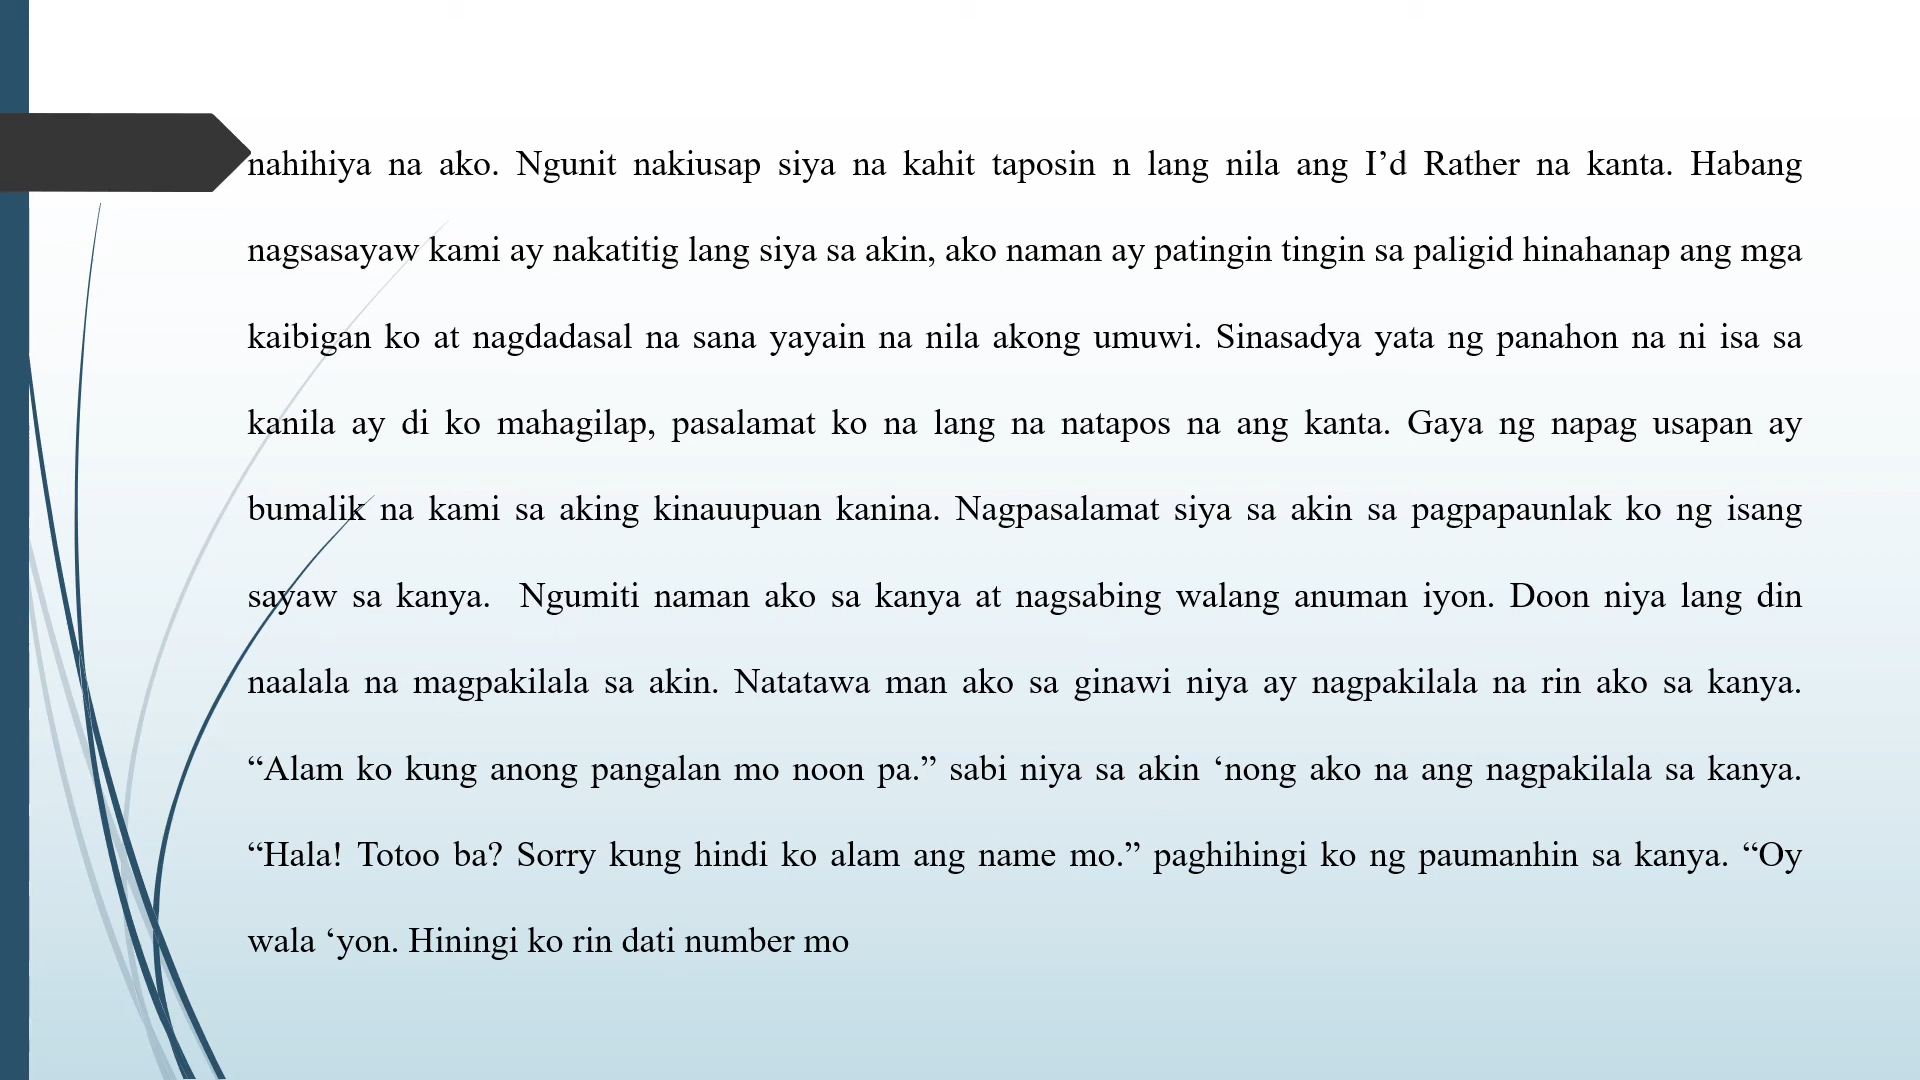 nahihiya na ako. Ngunit nakiusap siya na kahit taposin n lang nila ang I’d Rather na kanta. Habang
nagsasayaw kami ay nakatitig lang siya sa akin, ako naman ay patingin tingin sa paligid hinahanap ang mga
kaibigan ko at nagdadasal na sana yayain na nila akong umuwi. Sinasadya yata ng panahon na ni isa sa
kanila ay di ko mahagilap, pasalamat ko na lang na natapos na ang kanta. Gaya ng napag usapan ay
bumalik na kami sa aking kinauupuan kanina. Nagpasalamat siya sa akin sa pagpapaunlak ko ng isang
sayaw sa kanya.  Ngumiti naman ako sa kanya at nagsabing walang anuman iyon. Doon niya lang din
naalala na magpakilala sa akin. Natatawa man ako sa ginawi niya ay nagpakilala na rin ako sa kanya.
“Alam ko kung anong pangalan mo noon pa.” sabi niya sa akin ‘nong ako na ang nagpakilala sa kanya.
“Hala! Totoo ba? Sorry kung hindi ko alam ang name mo.” paghihingi ko ng paumanhin sa kanya. “Oy
wala ‘yon. Hiningi ko rin dati number mo